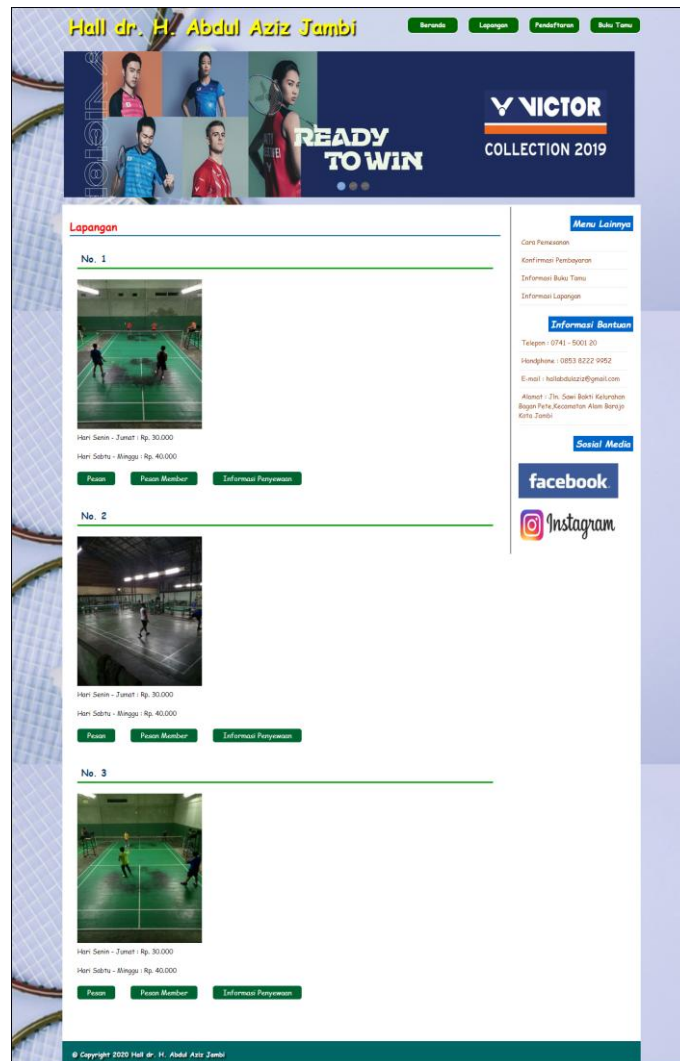 Hall dr. H. Abdul Aziz Jambi
Beranda
Lapangan
Pendaftaran
Buku Tamu
READY
TO WIN
VICTOR
COLLECTION 2019
Lapangan
No. 1
Hari Senin - Jumat : Rp. 30.000
Hari Sabtu - Minggu : Rp. 40.000
Pesan
Pesan Member
Informasi Penyewaan
No. 2
Hari Senin - Jumat : Rp. 30.000
Hari Sabtu - Minggu : Rp. 40.000
Pesan
Pesan Member
Informasi Penyewaan
No. 3
Hari Senin - Jumat : Rp. 30.000
Hari Sabtu - Minggu : Rp. 40.000
Pesan
Pesan Member
Informasi Penyewaan
Menu Lainnya
Cara Pemesanan
Konfirmasi Pembayaran
Informasi Buku Tamu
Informasi Lapangan
Informasi Bantuan
Telepon : 0741 - 5001 20
Handphone : 0853 8222 9952
E-mail : hallabdulaziz@gmail.com
Alamat : Jln. Sawi Bakti Kelurahan
Bagan Pete,Kecamatan Alam Barajo
Kota Jambi
Sosial Media
facebook.
Instagram
© Copyright 2020 Hall dr. H. Abdul Aziz Jambi